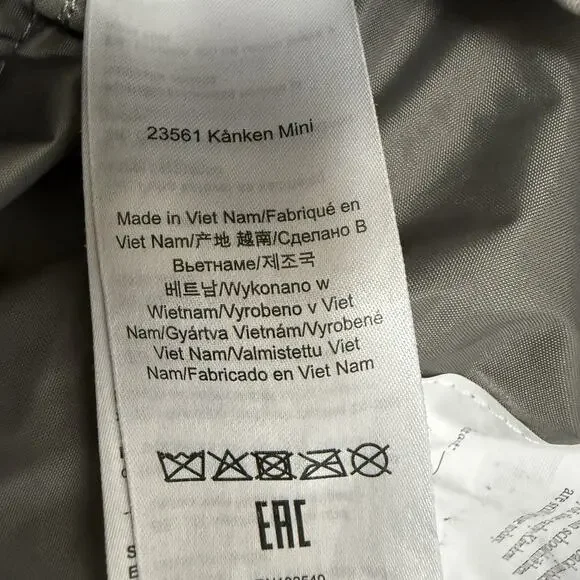 23561 Kånken Mini
Made in Viet Nam/Fabriqué en
Viet Nam/产地 越南/Сделано В
Вьетнаме/제조국
베트남/Wykonano w
Wietnam/Vyrobeno v Viet
Nam/Gyártva Vietnám/Vyrobené
Viet Nam/Valmistettu Viet
Nam/Fabricado en Viet Nam
EAC